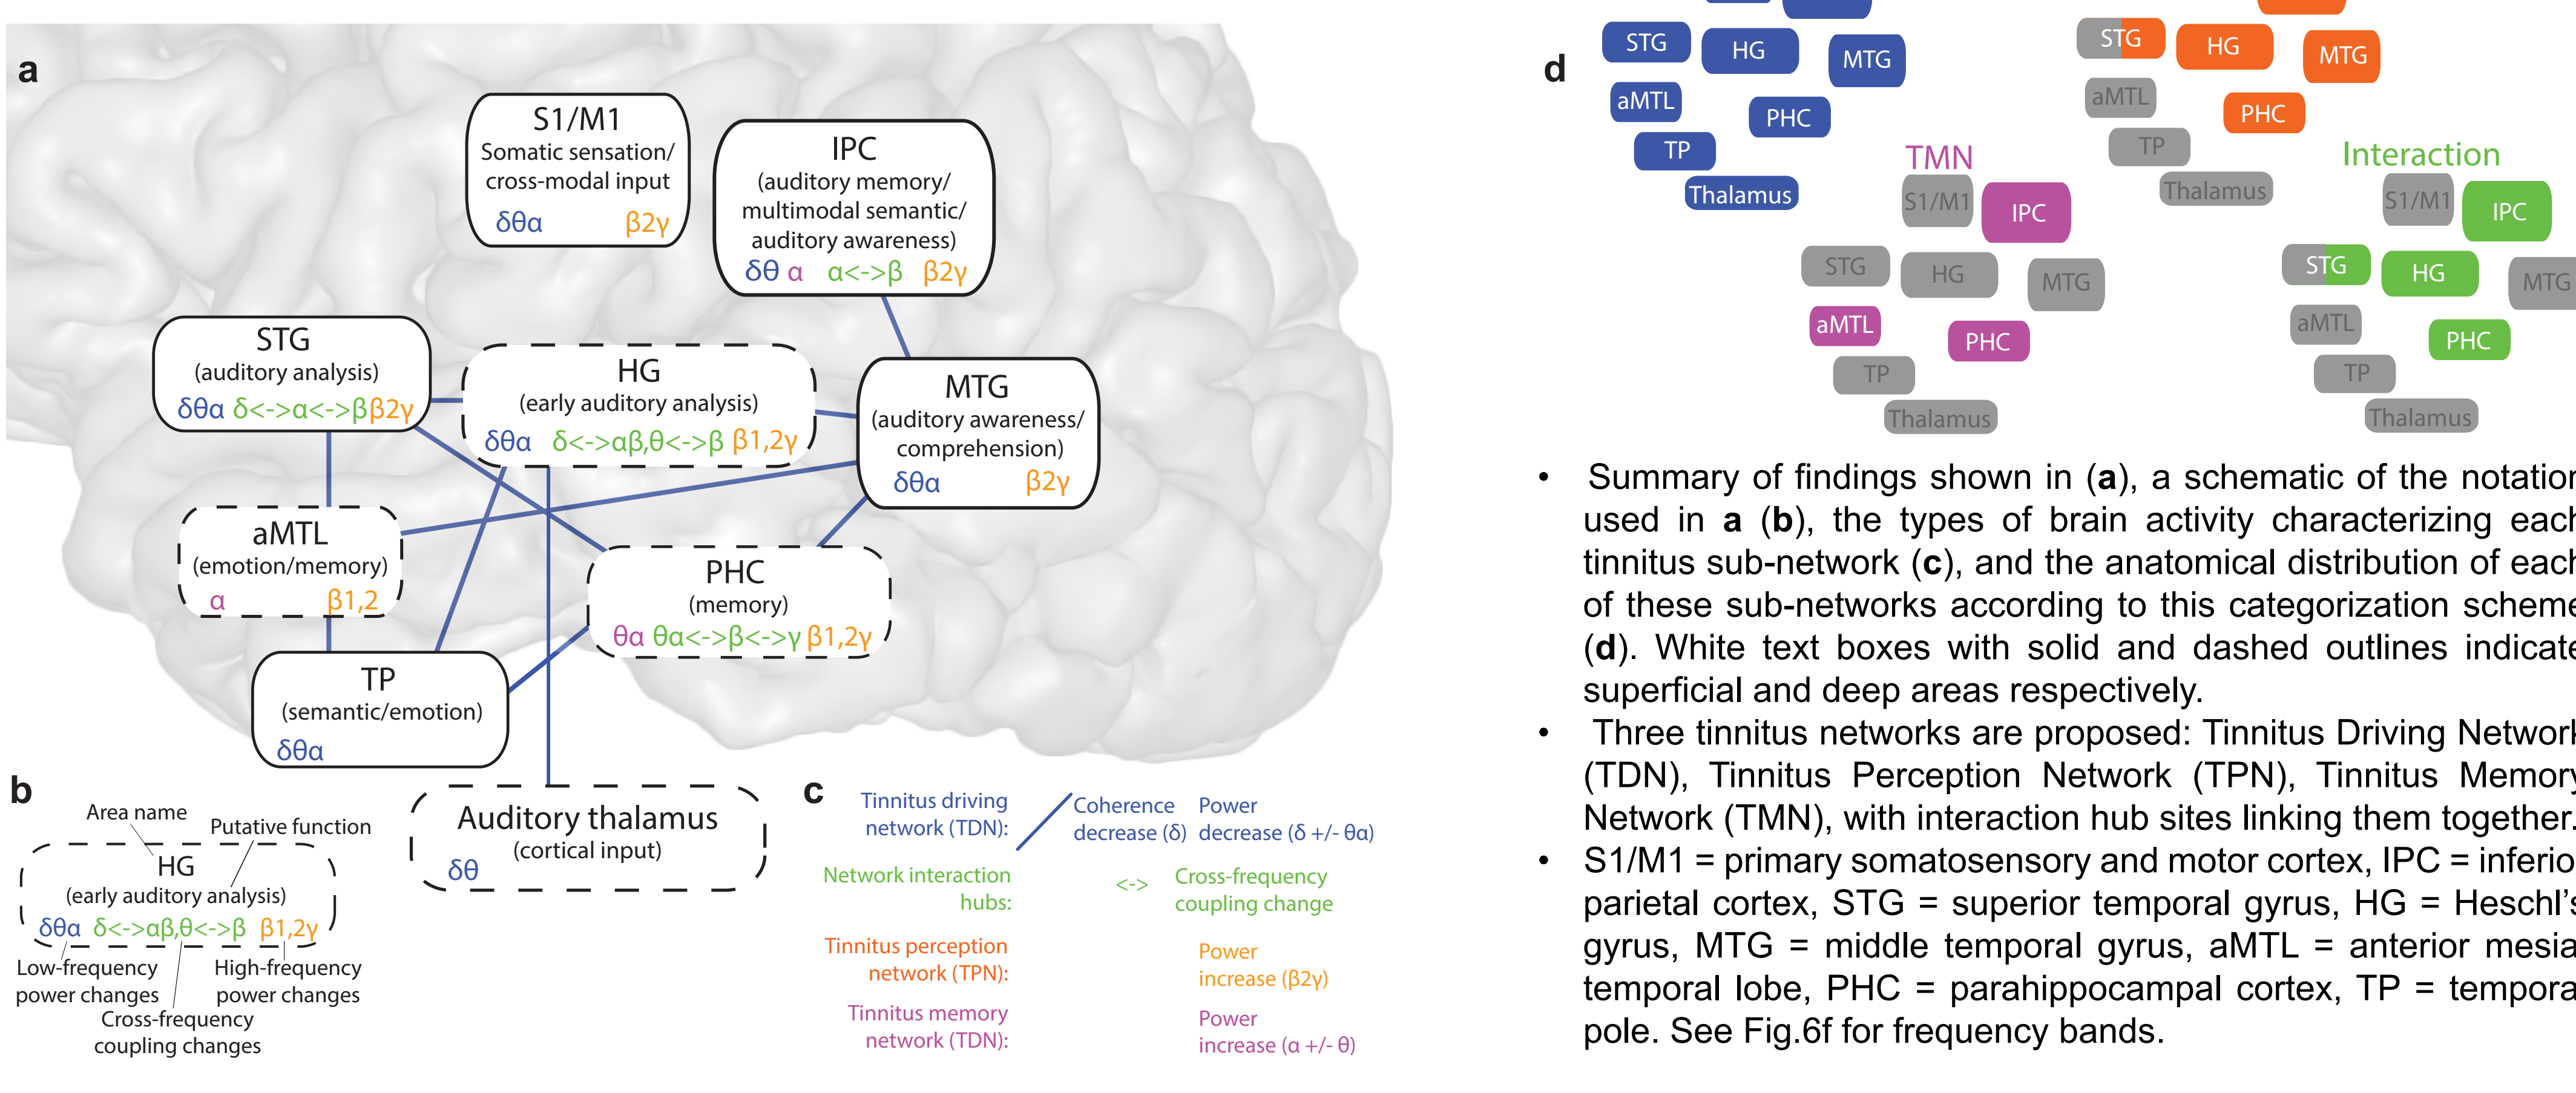 a
S1/M1
Somatic sensation/
cross-modal input
δθα β2γ
IPC
(auditory memory/
multimodal semantic/
auditory awareness)
δθ α α<->β β2γ
STG
(auditory analysis)
δθα δ<->α<->ββ2γ
HG
(early auditory analysis)
δθα δ<->αβ,θ<->β β1,2γ
MTG
(auditory awareness/
comprehension)
δθα β2γ
aMTL
(emotion/memory)
α β1,2
PHC
(memory)
θα θα<->β<->γ β1,2γ
TP
(semantic/emotion)
δθα
Auditory thalamus
(cortical input)
δθ
b
Area name
Putative function
HG
(early auditory analysis)
δθα δ<->αβ,θ<->β β1,2γ
Low-frequency
power changes
High-frequency
power changes
Cross-frequency
coupling changes
c
Tinnitus driving
network (TDN):
Coherence
decrease (δ)
Power
decrease (δ +/- θα)
Network interaction
hubs:
<->
Cross-frequency
coupling change
Tinnitus perception
network (TPN):
Power
increase (β2γ)
Tinnitus memory
network (TDN):
Power
increase (α +/- θ)
d
STG
HG
MTG
aMTL
PHC
TP
Thalamus
STG
HG
MTG
aMTL
PHC
TP
Thalamus
TMN
S1/M1
IPC
STG
HG
MTG
aMTL
PHC
TP
Thalamus
Interaction
S1/M1
IPC
STG
HG
MTG
aMTL
PHC
TP
Thalamus
• Summary of findings shown in (a), a schematic of the notation
used in a (b), the types of brain activity characterizing each
tinnitus sub-network (c), and the anatomical distribution of each
of these sub-networks according to this categorization scheme
(d). White text boxes with solid and dashed outlines indicate
superficial and deep areas respectively.
• Three tinnitus networks are proposed: Tinnitus Driving Network
(TDN), Tinnitus Perception Network (TPN), Tinnitus Memory
Network (TMN), with interaction hub sites linking them together.
• S1/M1 = primary somatosensory and motor cortex, IPC = inferio
parietal cortex, STG = superior temporal gyrus, HG = Heschl's
gyrus, MTG = middle temporal gyrus, aMTL = anterior mesia
temporal lobe, PHC = parahippocampal cortex, TP = tempora
pole. See Fig.6f for frequency bands.